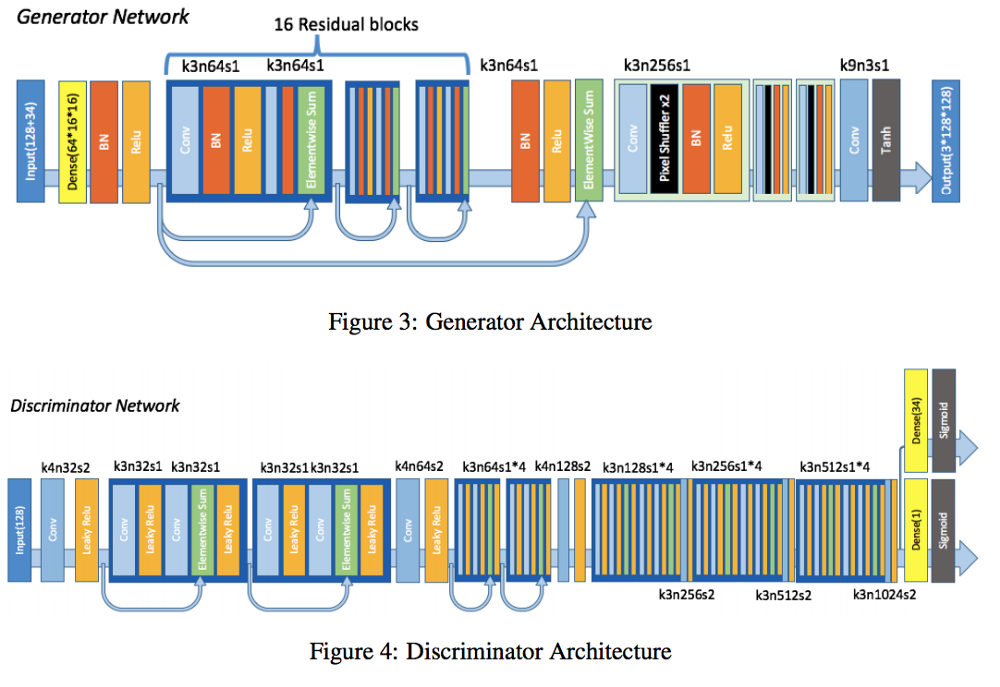 Generator Network
16 Residual blocks
k3n64s1 k3n64s1 k3n64s1 k3n256s1 k9n3s1
Input(128+34)
Dense(64*16*16)
BN
Relu
Conv
BN
Relu
Elementwise Sum
BN
Relu
ElementWise Sum
Conv
Pixel Shuffler x2
BN
Relu
Conv
Tanh
Output(3*128*128)
Figure 3: Generator Architecture
Discriminator Network
Dense(34)
Sigmoid
k4n32s2 k3n32s1 k3n32s1 k3n32s1 k3n32s1 k4n64s2 k3n64s1*4 k4n128s2 k3n128s1*4 k3n256s1*4 k3n512s1*4
Input(128)
Conv
Leaky Relu
Conv
Leaky Relu
Conv
Elementwise Sum
Leaky Relu
Conv
Leaky Relu
Conv
Elementwise Sum
Leaky Relu
Conv
Leaky Relu
Dense(1)
Sigmoid
k3n256s2 k3n512s2 k3n1024s2
Figure 4: Discriminator Architecture